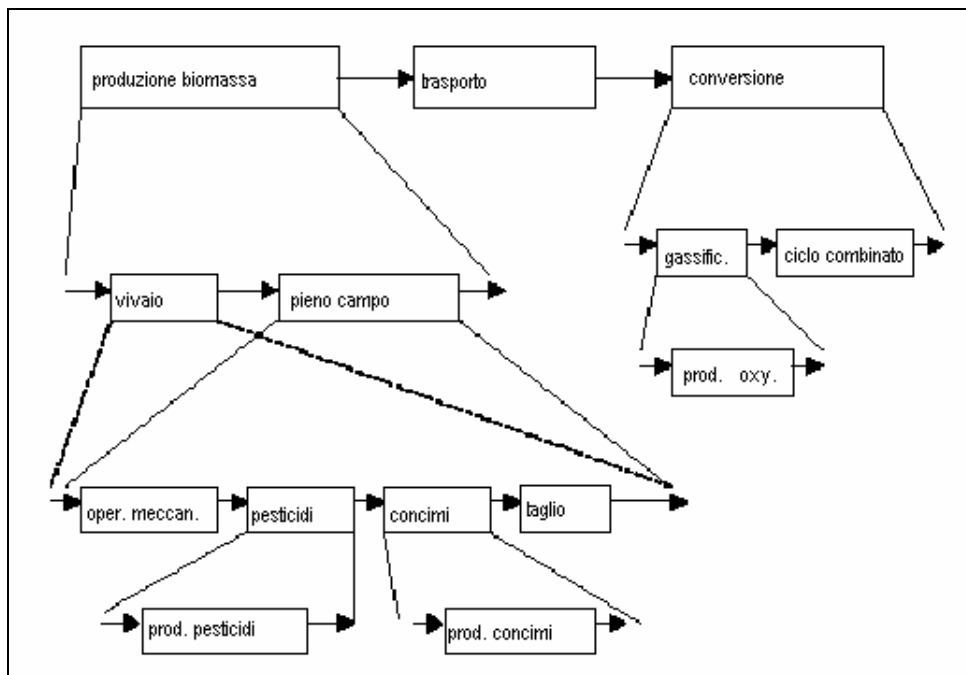 produzione biomassa
trasporto
conversione
gassific.
ciclo combinato
vivaio
pieno campo
prod. oxy.
oper. meccan.
pesticidi
concimi
taglio
prod. pesticidi
prod. concimi